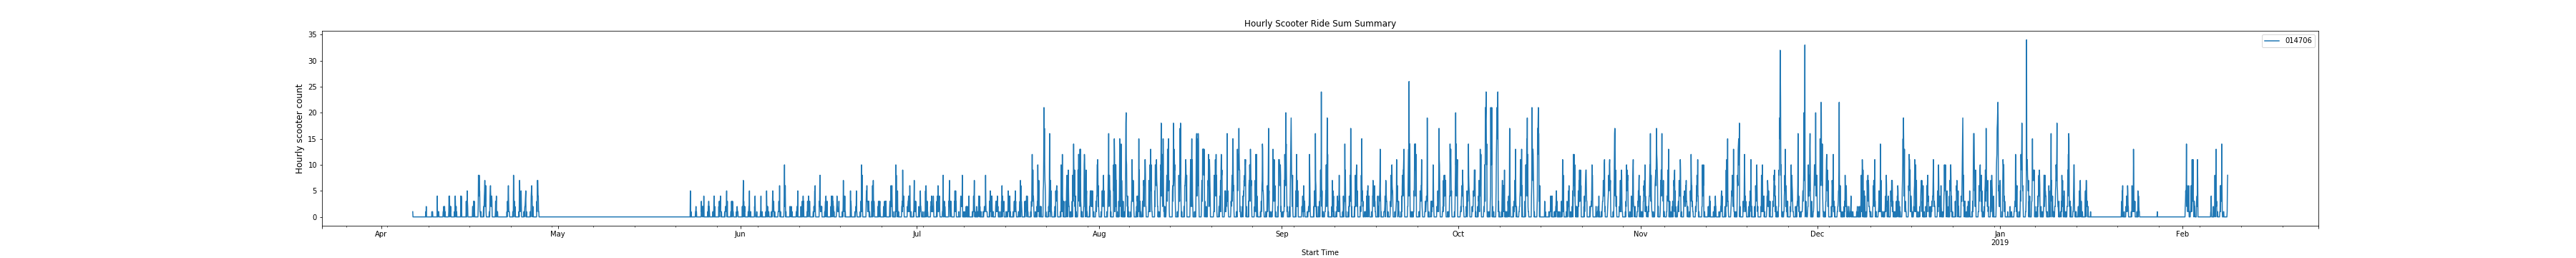 Hourly Scooter Ride Sum Summary
014706
Hourly scooter count
35
30
25
20
15
10
5
0
Apr May Jun Jul Aug Sep Oct Nov Dec Jan Feb
2019
Start Time